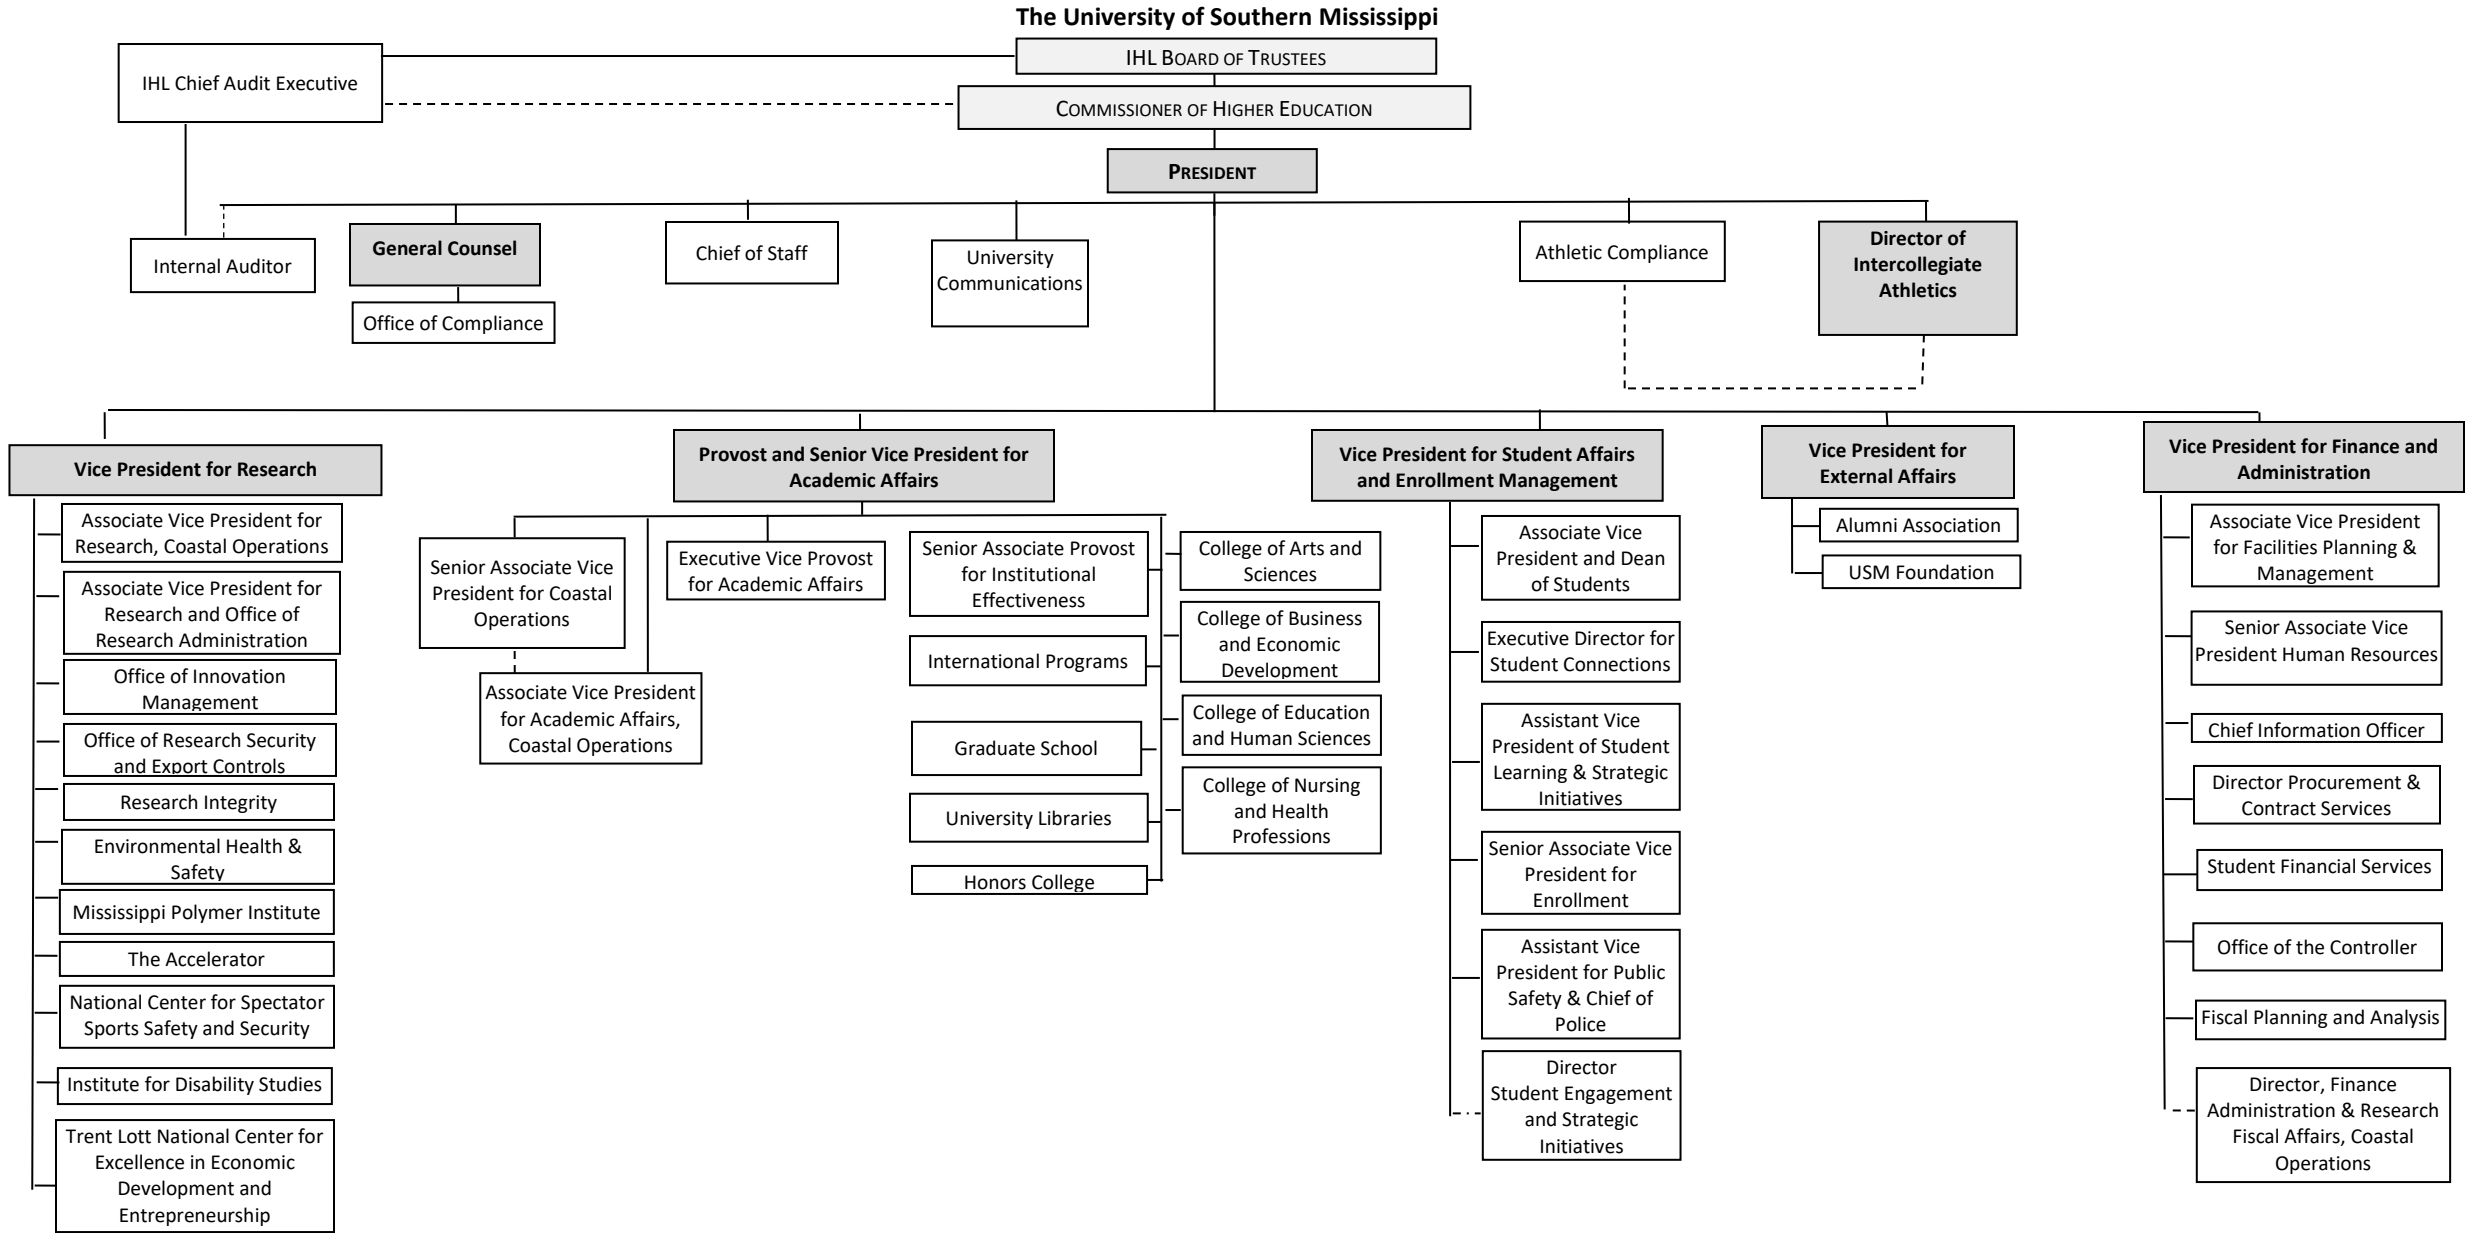 The University of Southern Mississippi
IHL BOARD OF TRUSTEES
IHL Chief Audit Executive
COMMISSIONER OF HIGHER EDUCATION
PRESIDENT
Internal Auditor
General Counsel
Office of Compliance
Chief of Staff
University
Communications
Athletic Compliance
Director of
Intercollegiate
Athletics
Vice President for Research
Associate Vice President for
Research, Coastal Operations
Associate Vice President for
Research and Office of
Research Administration
Office of Innovation
Management
Office of Research Security
and Export Controls
Research Integrity
Environmental Health &
Safety
Mississippi Polymer Institute
The Accelerator
National Center for Spectator
Sports Safety and Security
Institute for Disability Studies
Trent Lott National Center for
Excellence in Economic
Development and
Entrepreneurship
Provost and Senior Vice President for
Academic Affairs
Senior Associate Vice
President for Coastal
Operations
Associate Vice President
for Academic Affairs,
Coastal Operations
Executive Vice Provost
for Academic Affairs
Senior Associate Provost
for Institutional
Effectiveness
International Programs
Graduate School
University Libraries
Honors College
College of Arts and
Sciences
College of Business
and Economic
Development
College of Education
and Human Sciences
College of Nursing
and Health
Professions
Vice President for Student Affairs
and Enrollment Management
Associate Vice
President and Dean
of Students
Executive Director for
Student Connections
Assistant Vice
President of Student
Learning & Strategic
Initiatives
Senior Associate Vice
President for
Enrollment
Assistant Vice
President for Public
Safety & Chief of
Police
Director
Student Engagement
and Strategic
Initiatives
Vice President for
External Affairs
Alumni Association
USM Foundation
Vice President for Finance and
Administration
Associate Vice President
for Facilities Planning &
Management
Senior Associate Vice
President Human Resources
Chief Information Officer
Director Procurement &
Contract Services
Student Financial Services
Office of the Controller
Fiscal Planning and Analysis
Director, Finance
Administration & Research
Fiscal Affairs, Coastal
Operations